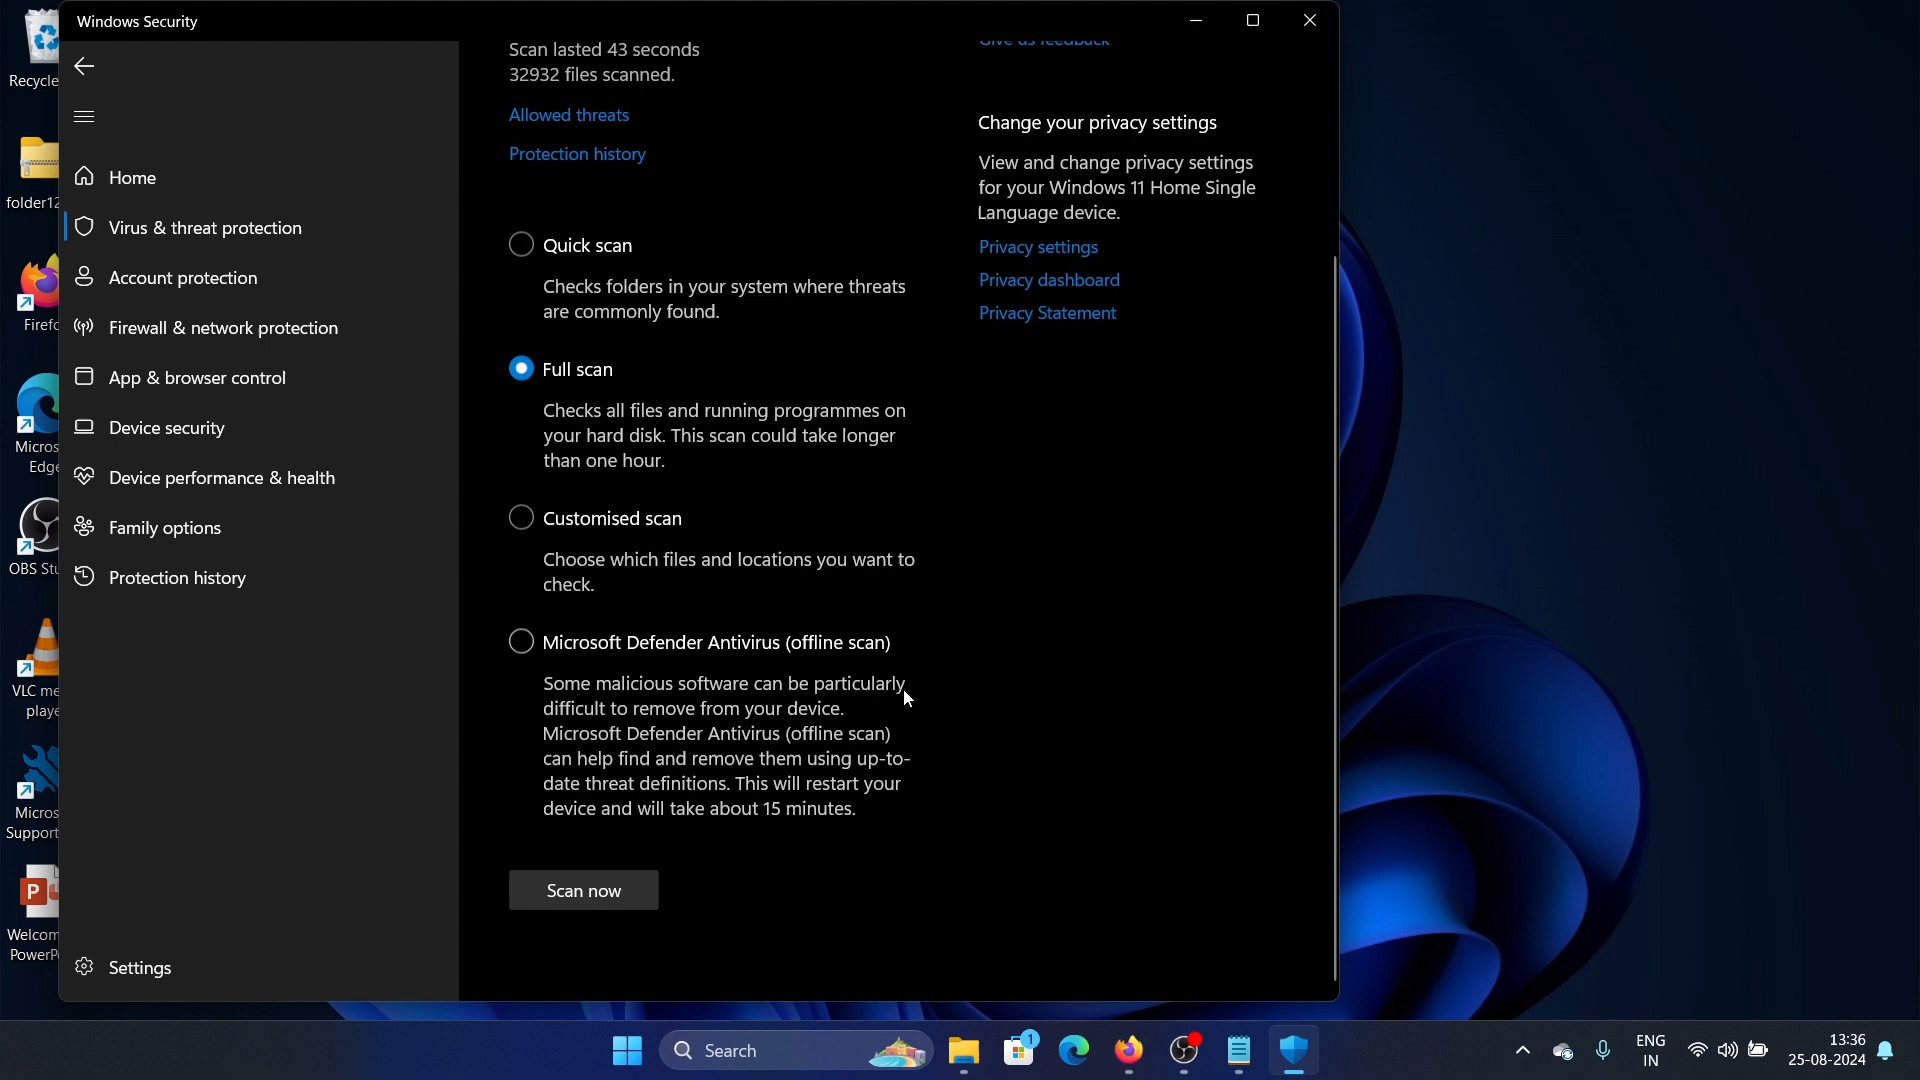 Windows Security
Recycle
folder12
Firefo
Micros
Edge
OBS Stu
VLC me
playe
Micros
Support
Welcom
PowerP
Home
Virus & threat protection
Account protection
Firewall & network protection
App & browser control
Device security
Device performance & health
Family options
Protection history
Settings
Scan lasted 43 seconds
32932 files scanned.
Allowed threats
Protection history
Quick scan
Checks folders in your system where threats
are commonly found.
Full scan
Checks all files and running programmes on
your hard disk. This scan could take longer
than one hour.
Customised scan
Choose which files and locations you want to
check.
Microsoft Defender Antivirus (offline scan)
Some malicious software can be particularly
difficult to remove from your device.
Microsoft Defender Antivirus (offline scan)
can help find and remove them using up-to-
date threat definitions. This will restart your
device and will take about 15 minutes.
Scan now
Give us feedback
Change your privacy settings
View and change privacy settings
for your Windows 11 Home Single
Language device.
Privacy settings
Privacy dashboard
Privacy Statement
Search
1
ENG
IN
13:36
25-08-2024